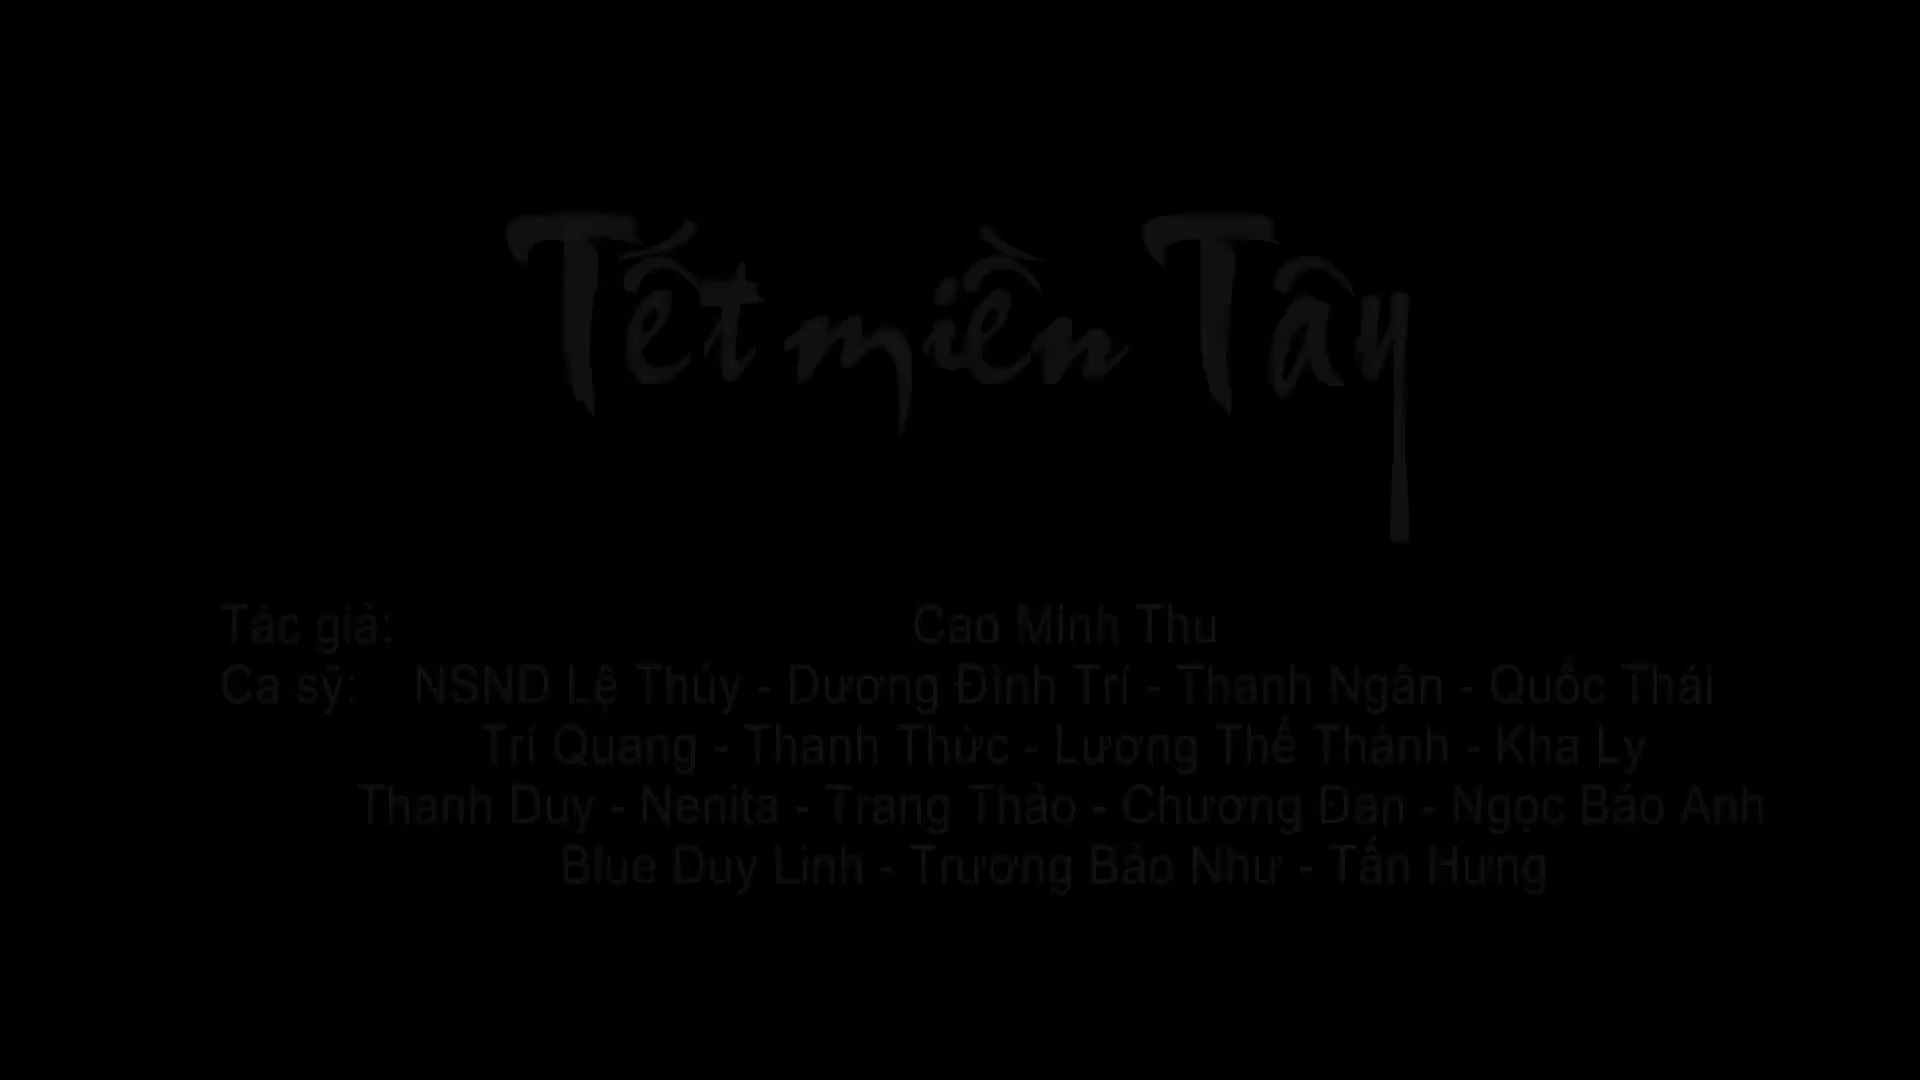 Tết miền Tây
Tác giả: Cao Minh Thu
Ca sỹ: NSND Lệ Thủy - Dương Đình Trí - Thanh Ngân - Quốc Thái
Trí Quang - Thanh Thức - Lương Thế Thành - Kha Ly
Thanh Duy - Nenita - Trang Thảo - Chương Đan - Ngọc Bảo Anh
Blue Duy Linh - Trương Bảo Như - Tấn Hưng